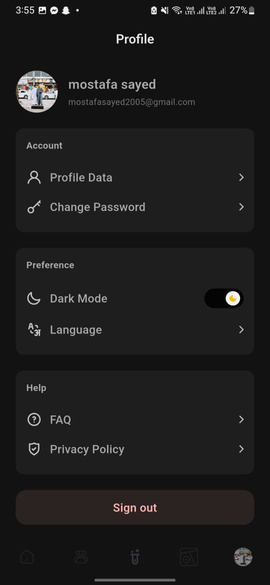 3:55 27%
Profile
mostafa sayed
mostafasayed2005@gmail.com
Account
Profile Data
Change Password
Preference
Dark Mode
Language
Help
FAQ
Privacy Policy
Sign out